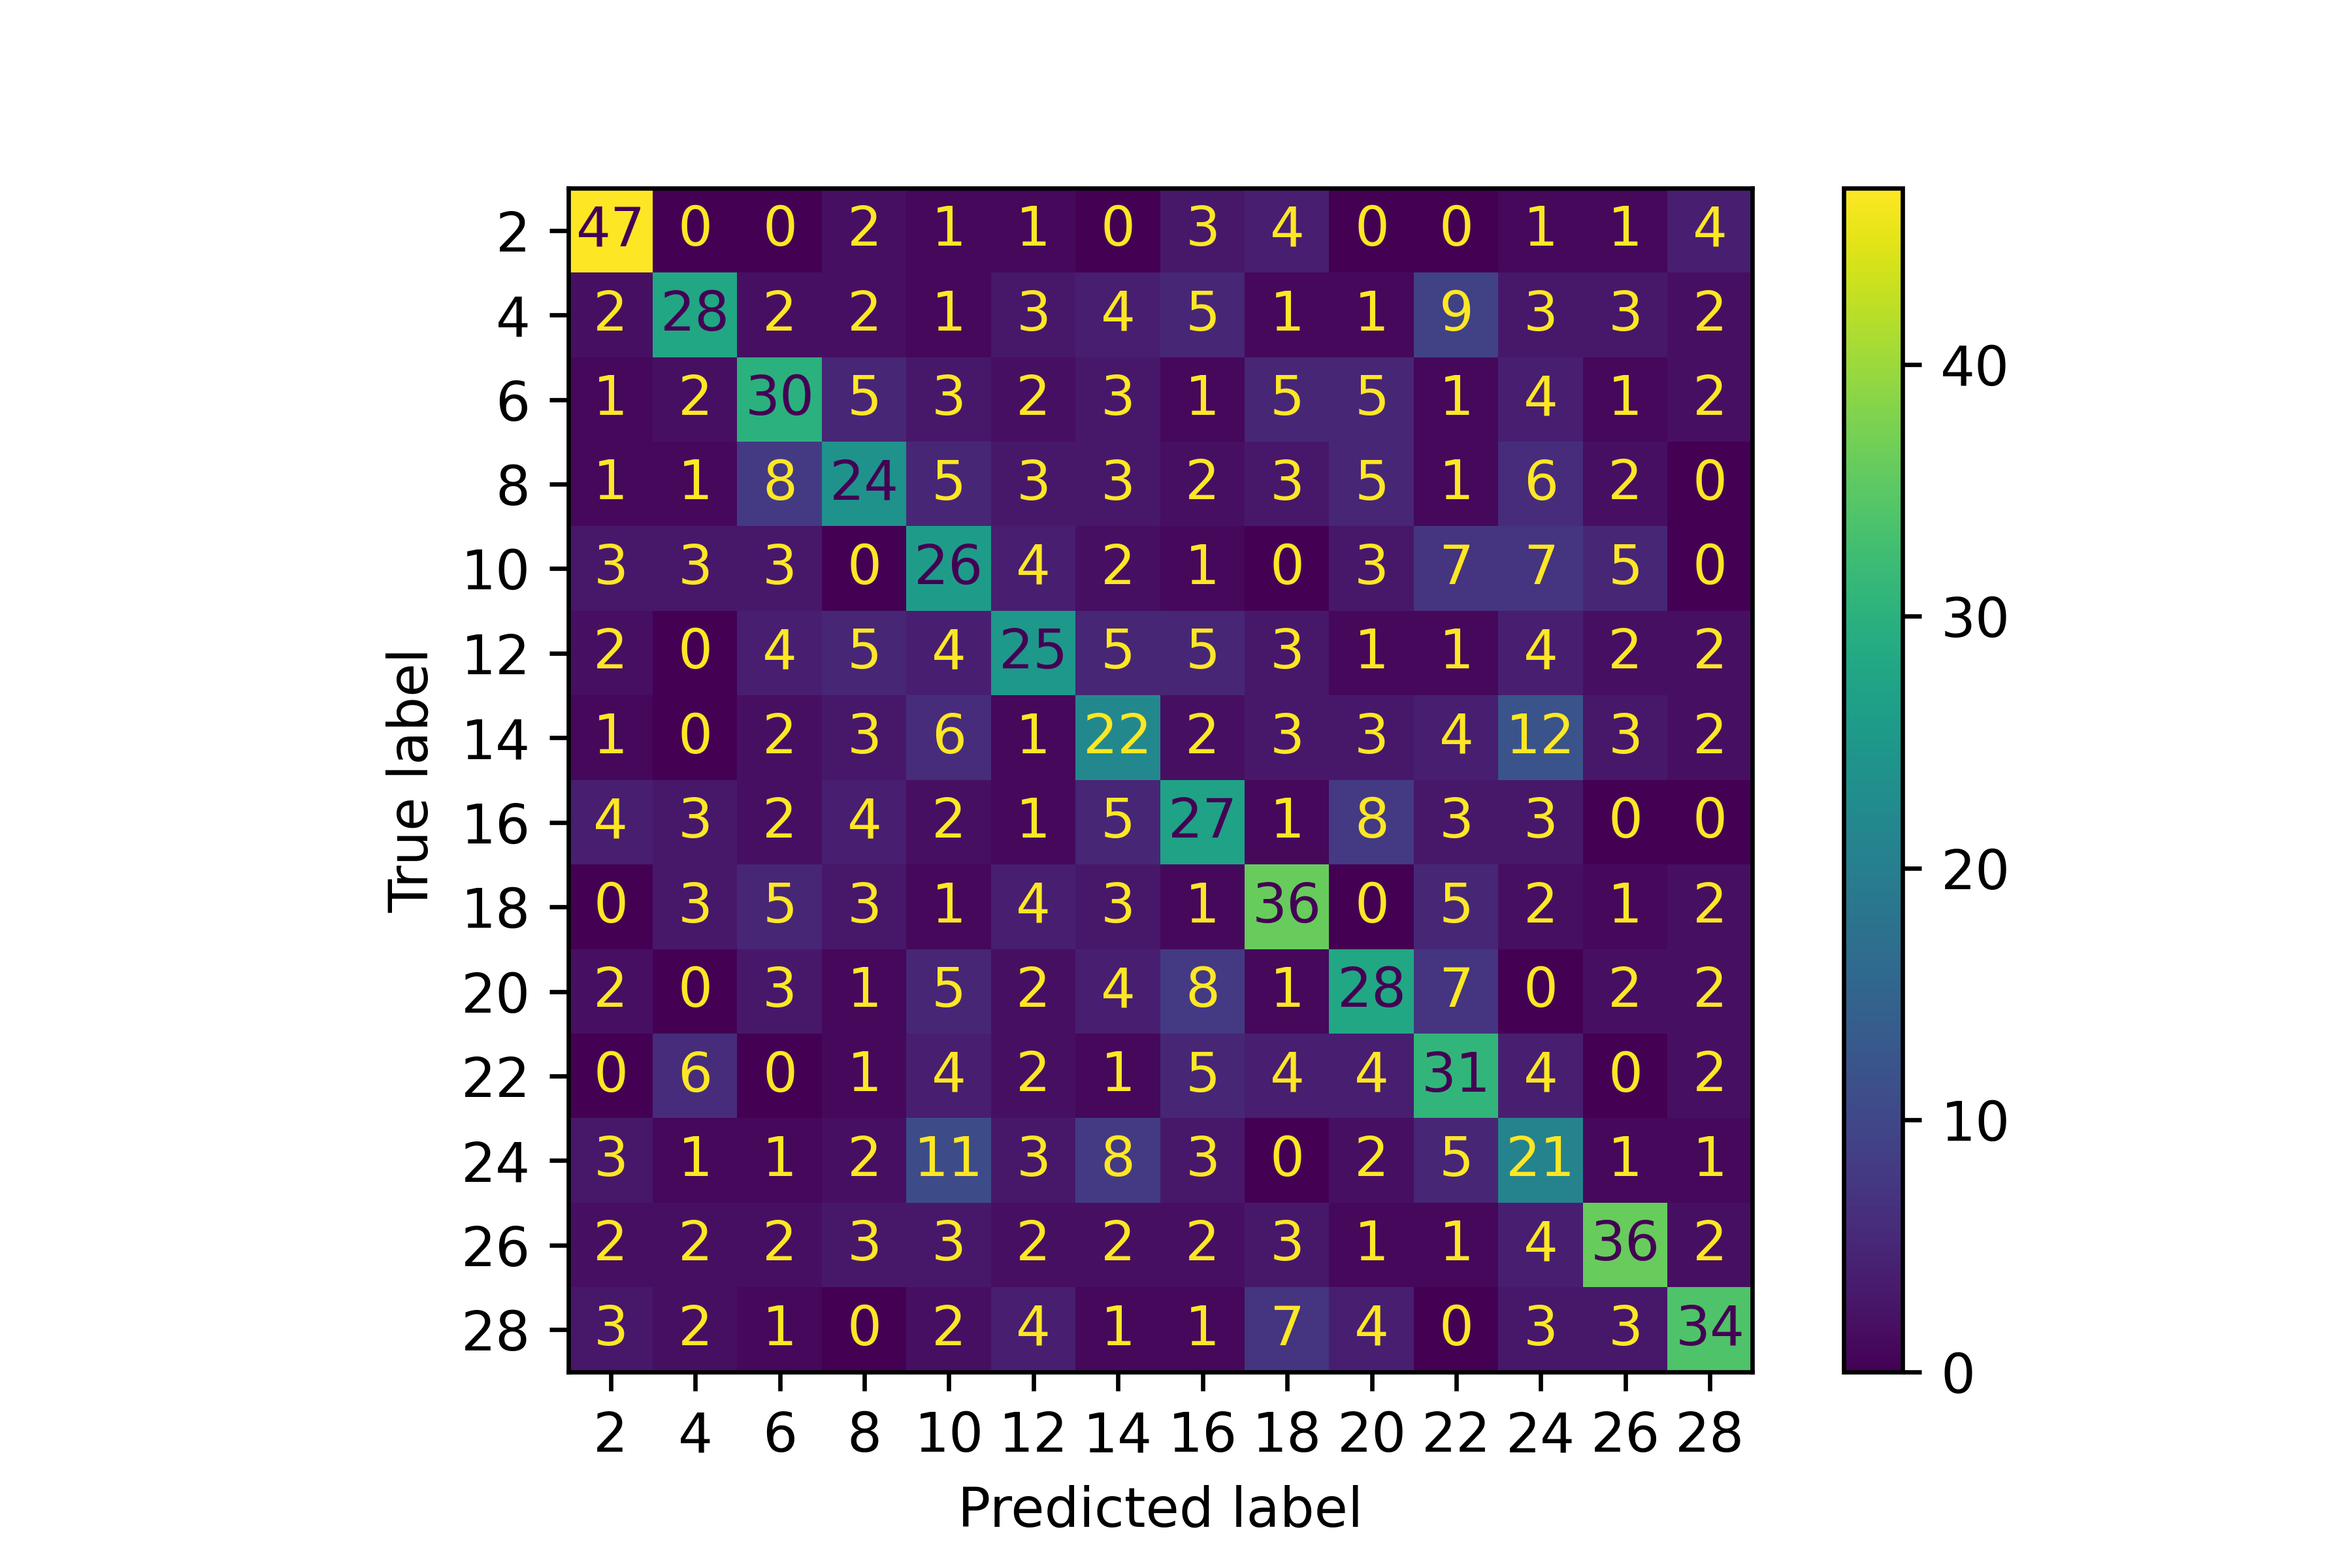 2 47 0 0 2 1 1 0 3 4 0 0 1 1 4
4 2 28 2 2 1 3 4 5 1 1 9 3 3 2
6 1 2 30 5 3 2 3 1 5 5 1 4 1 2
8 1 1 8 24 5 3 3 2 3 5 1 6 2 0
10 3 3 3 0 26 4 2 1 0 3 7 7 5 0
12 2 0 4 5 4 25 5 5 3 1 1 4 2 2
14 1 0 2 3 6 1 22 2 3 3 4 12 3 2
16 4 3 2 4 2 1 5 27 1 8 3 3 0 0
18 0 3 5 3 1 4 3 1 36 0 5 2 1 2
20 2 0 3 1 5 2 4 8 1 28 7 0 2 2
22 0 6 0 1 4 2 1 5 4 4 31 4 0 2
24 3 1 1 2 11 3 8 3 0 2 5 21 1 1
26 2 2 2 3 3 2 2 2 3 1 1 4 36 2
28 3 2 1 0 2 4 1 1 7 4 0 3 3 34
2 4 6 8 10 12 14 16 18 20 22 24 26 28
Predicted label
True label
40
30
20
10
0